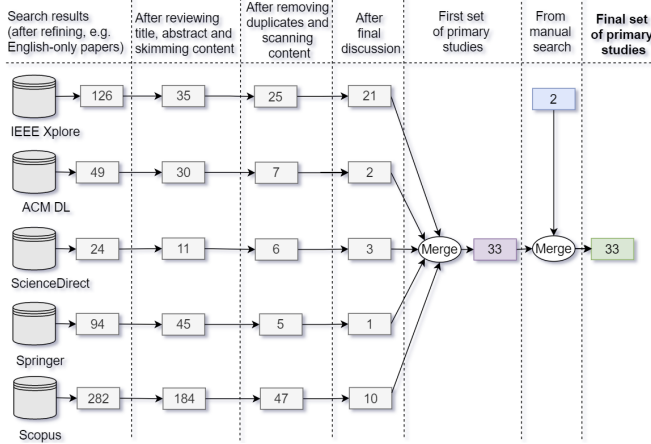 Search results
(after refining, e.g.
English-only papers)
After reviewing
title, abstract and
skimming content
After removing
duplicates and
scanning
content
After
final
discussion
First set
of primary
studies
From
manual
search
Final set
of primary
studies
126
35
25
21
2
IEEE Xplore
49
30
7
2
ACM DL
24
11
6
3
Merge
33
Merge
33
ScienceDirect
94
45
5
1
Springer
282
184
47
10
Scopus